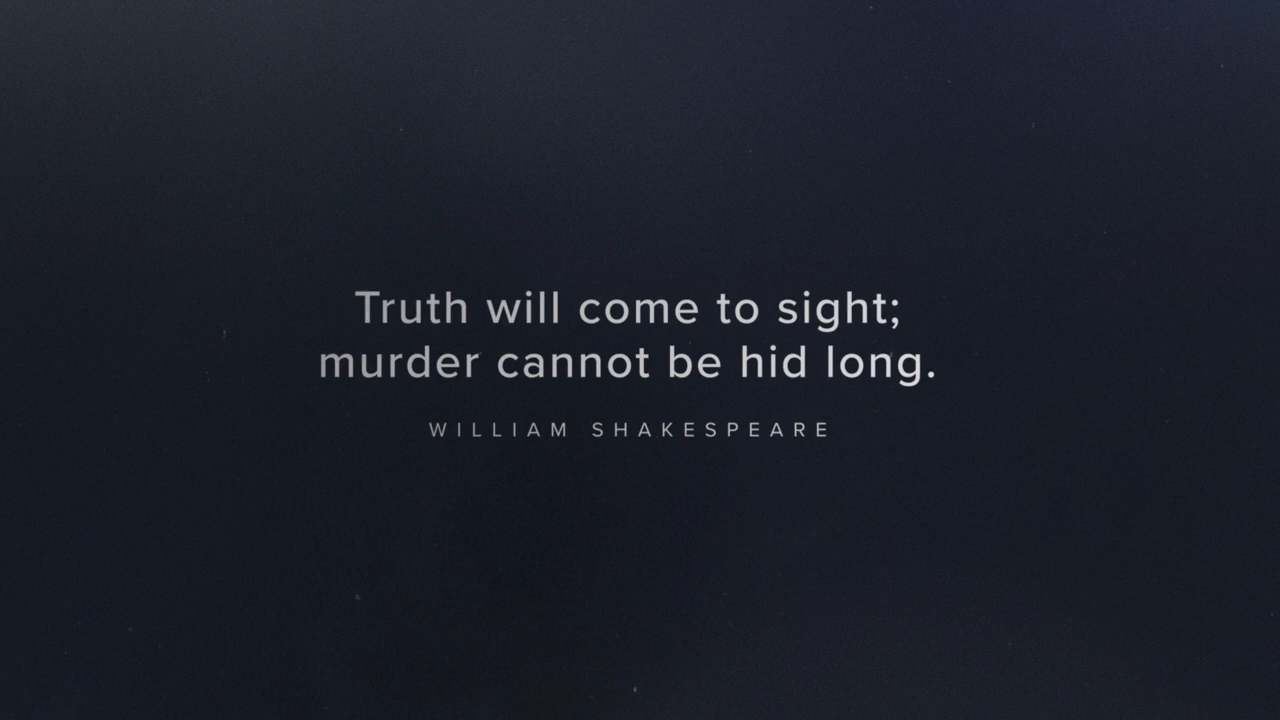 Truth will come to sight;
murder cannot be hid long.
WILLIAM SHAKESPEARE